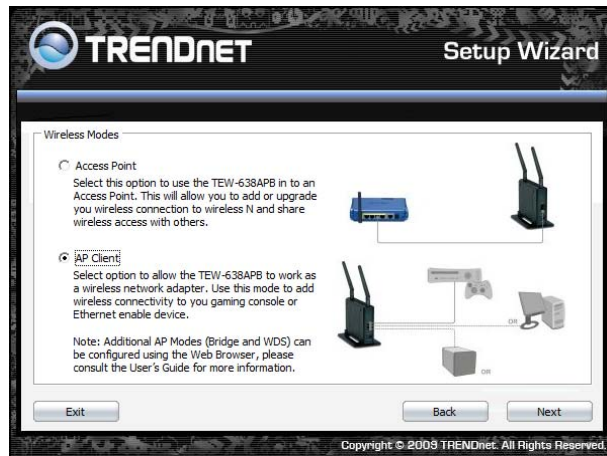 TRENDNET
Setup Wizard
Wireless Modes
Access Point
Select this option to use the TEW-638APB in to an
Access Point. This will allow you to add or upgrade
you wireless connection to wireless N and share
wireless access with others.
AP Client
Select option to allow the TEW-638APB to work as
a wireless network adapter. Use this mode to add
wireless connectivity to you gaming console or
Ethernet enable device.
Note: Additional AP Modes (Bridge and WDS) can
be configured using the Web Browser, please
consult the User's Guide for more information.
OR
OR
Exit
Back
Next
Copyright © 2009 TRENDnet. All Rights Reserved.